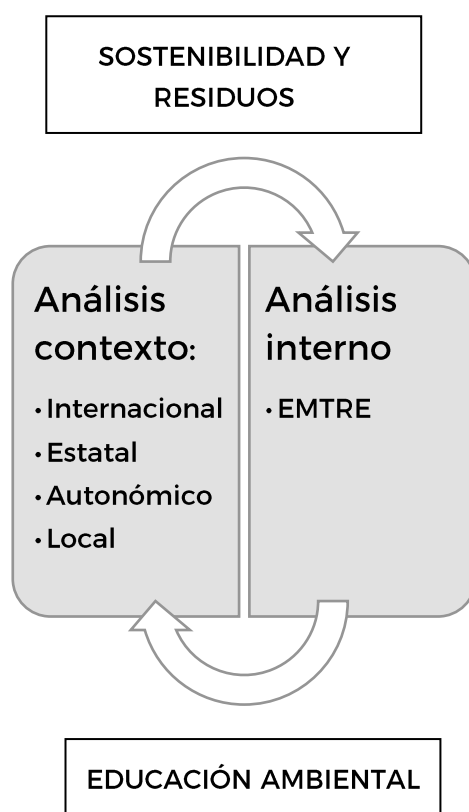 SOSTENIBILIDAD Y
RESIDUOS
Análisis
contexto:
• Internacional
• Estatal
• Autonómico
• Local
Análisis
interno
• EMTRE
EDUCACIÓN AMBIENTAL